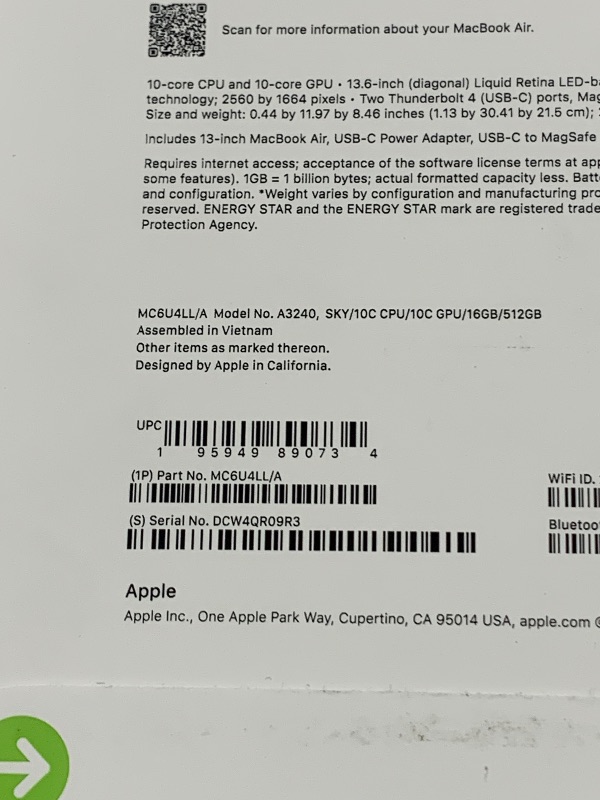 Scan for more information about your MacBook Air.
10-core CPU and 10-core GPU • 13.6-inch (diagonal) Liquid Retina LED-ba
technology; 2560 by 1664 pixels • Two Thunderbolt 4 (USB-C) ports, Mag
Size and weight: 0.44 by 11.97 by 8.46 inches (1.13 by 30.41 by 21.5 cm);
Includes 13-inch MacBook Air, USB-C Power Adapter, USB-C to MagSafe
Requires internet access; acceptance of the software license terms at app
some features). 1GB = 1 billion bytes; actual formatted capacity less. Batt
and configuration. *Weight varies by configuration and manufacturing pro
reserved. ENERGY STAR and the ENERGY STAR mark are registered trade
Protection Agency.
MC6U4LL/A Model No. A3240, SKY/10C CPU/10C GPU/16GB/512GB
Assembled in Vietnam
Other items as marked thereon.
Designed by Apple in California.
UPC
1 95949 89073 4
(1P) Part No. MC6U4LL/A
WiFi ID.
(S) Serial No. DCW4QR09R3
Bluetoo
Apple
Apple Inc., One Apple Park Way, Cupertino, CA 95014 USA, apple.com